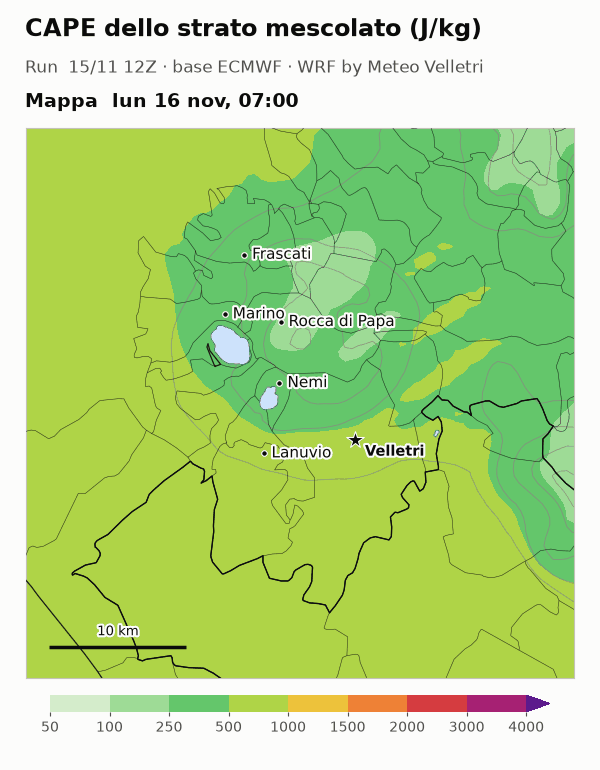 CAPE dello strato mescolato (J/kg)
Run  15/11 12Z · base ECMWF · WRF by Meteo Velletri
Mappa  lun 16 nov, 07:00
Frascati
Marino
Rocca di Papa
Nemi
Velletri
Lanuvio
10 km
50 100 250 500 1000 1500 2000 3000 4000